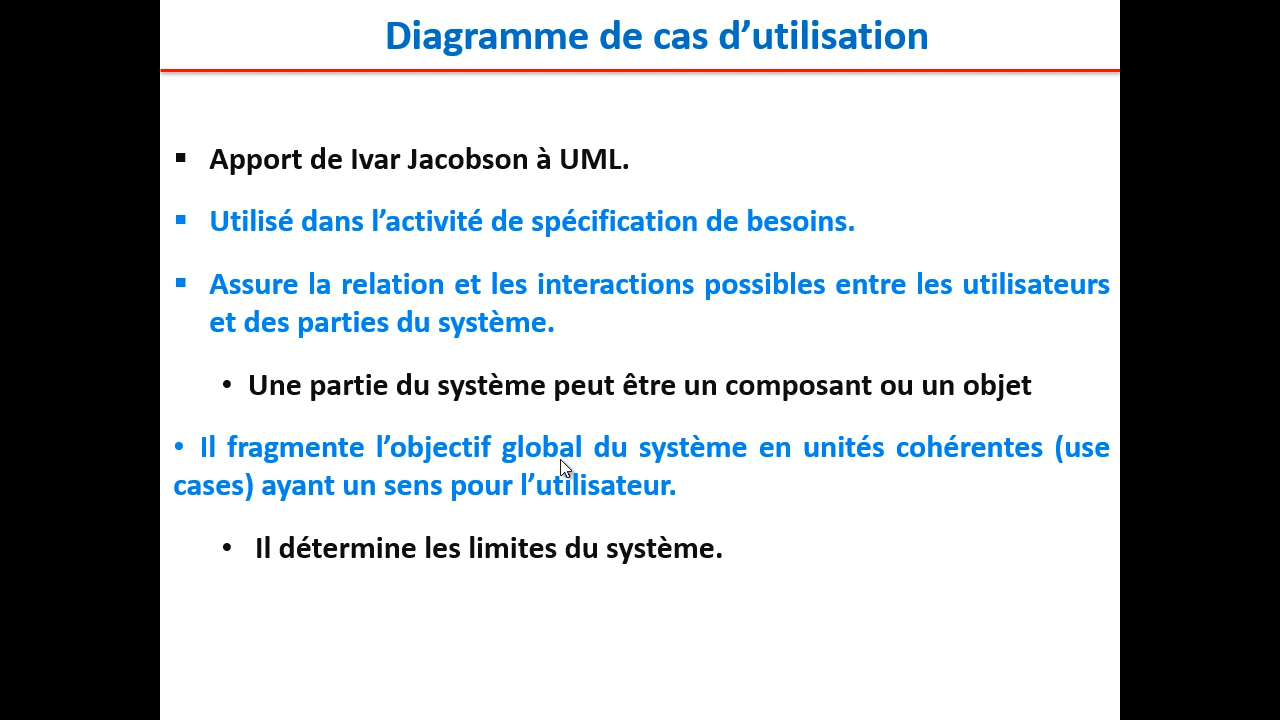 Diagramme de cas d’utilisation
▪ Apport de Ivar Jacobson à UML.
▪ Utilisé dans l’activité de spécification de besoins.
▪ Assure la relation et les interactions possibles entre les utilisateurs
et des parties du système.
• Une partie du système peut être un composant ou un objet
• Il fragmente l’objectif global du système en unités cohérentes (use
cases) ayant un sens pour l’utilisateur.
• Il détermine les limites du système.